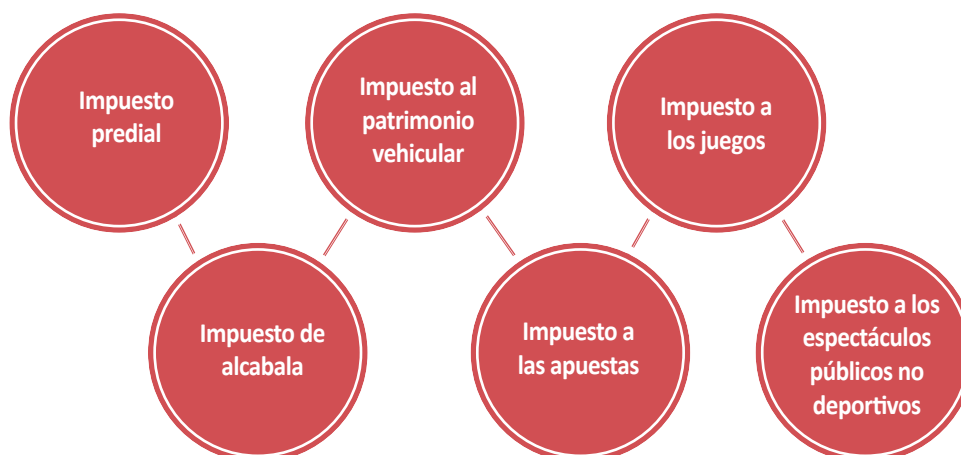 Impuesto
predial
Impuesto de
alcabala
Impuesto al
patrimonio
vehicular
Impuesto a
las apuestas
Impuesto a
los juegos
Impuesto a los
espectáculos
públicos no
deportivos